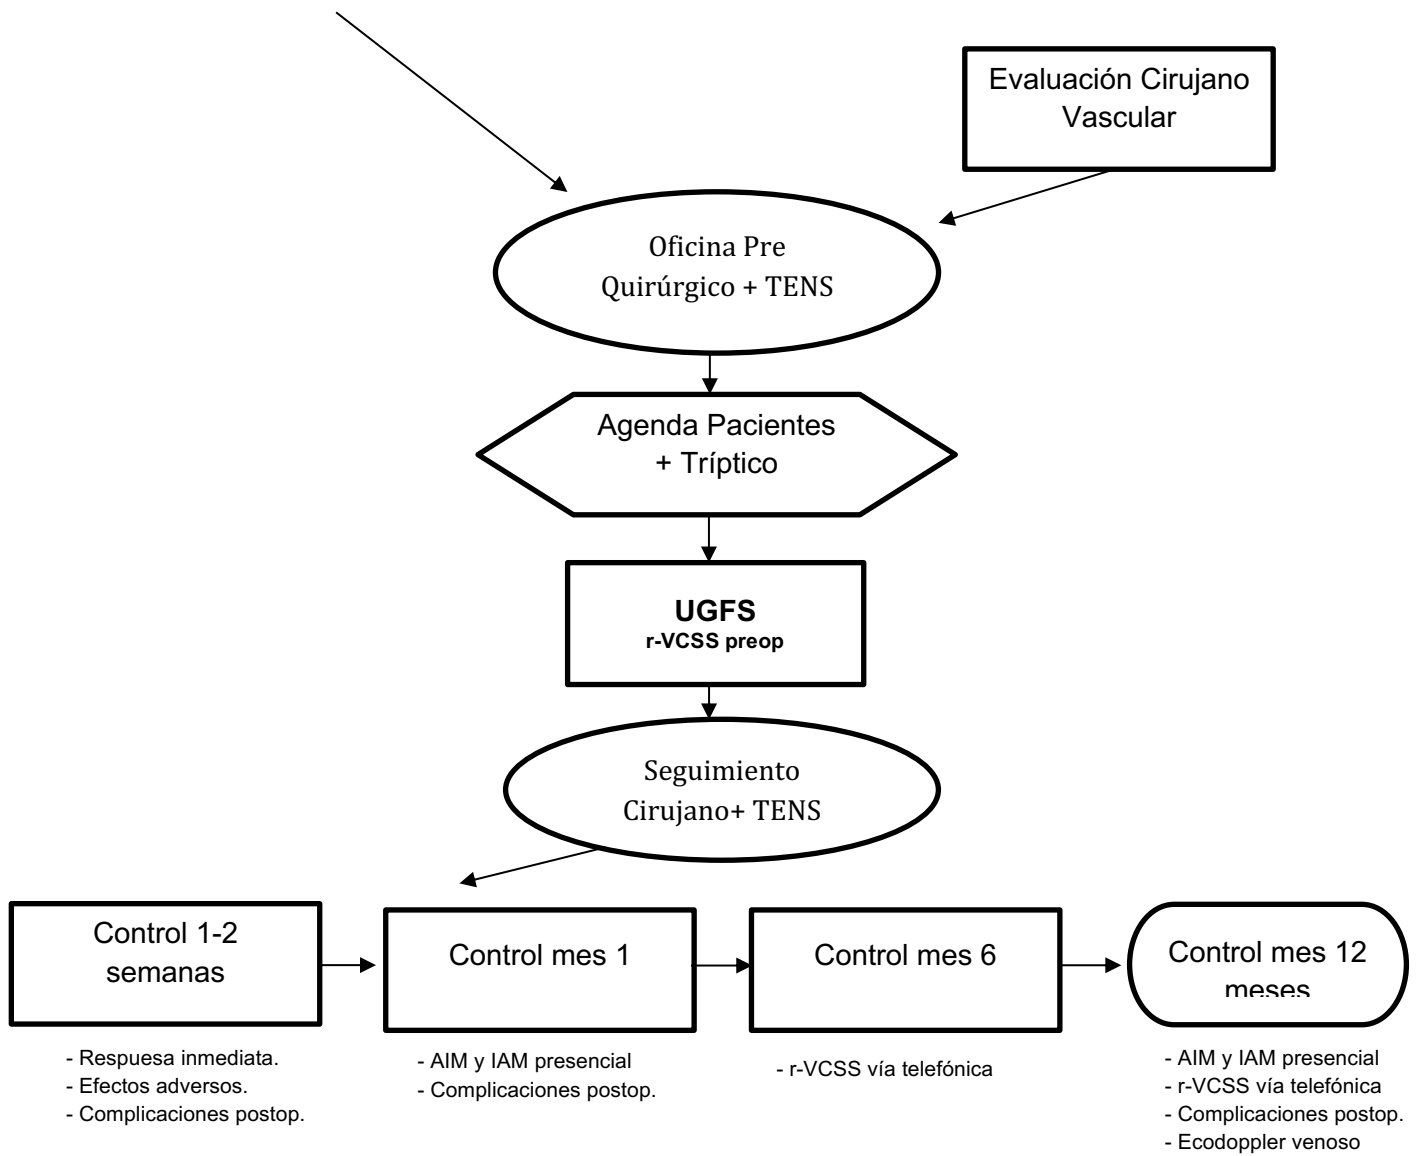 Evaluación Cirujano
Vascular
Oficina Pre
Quirúrgico + TENS
Agenda Pacientes
+ Tríptico
UGFS
r-VCSS preop
Seguimiento
Cirujano+ TENS
Control 1-2
semanas
- Respuesa inmediata.
- Efectos adversos.
- Complicaciones postop.
Control mes 1
- AIM y IAM presencial
- Complicaciones postop.
Control mes 6
- r-VCSS vía telefónica
Control mes 12
meses
- AIM y IAM presencial
- r-VCSS vía telefónica
- Complicaciones postop.
- Ecodoppler venoso